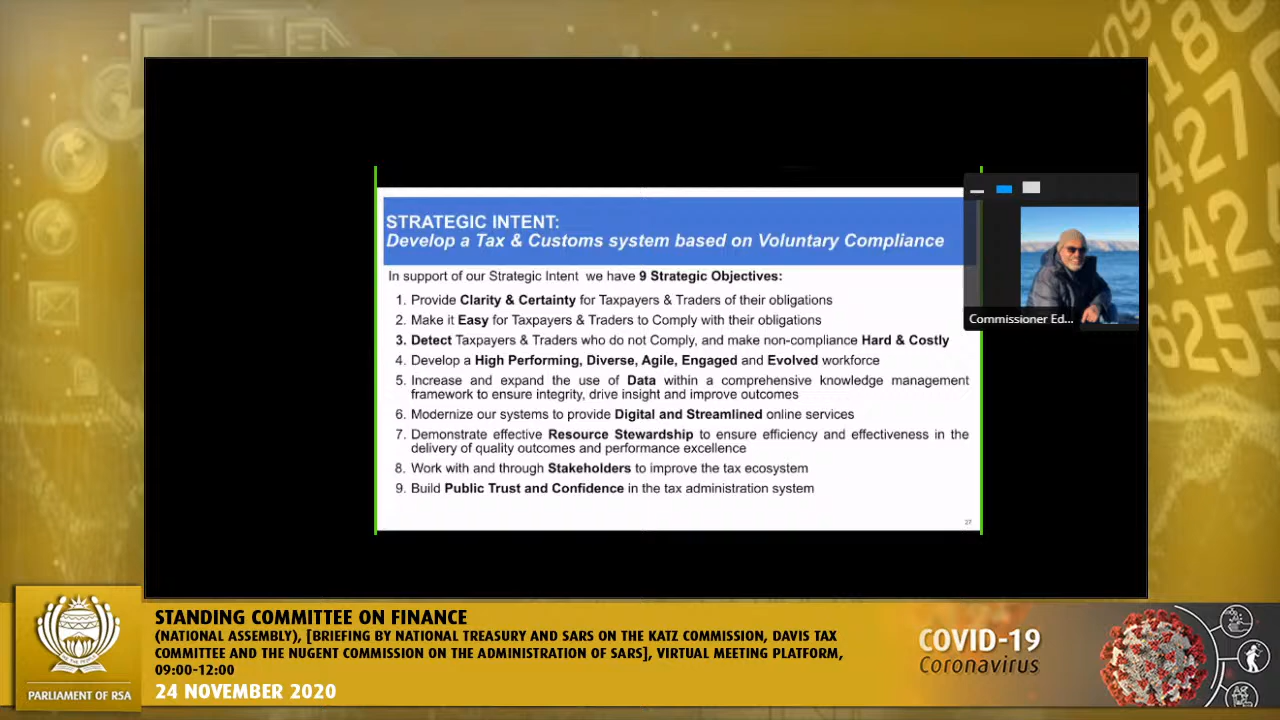 STRATEGIC INTENT:
Develop a Tax & Customs system based on Voluntary Compliance
In support of our Strategic Intent we have 9 Strategic Objectives:
1. Provide Clarity & Certainty for Taxpayers & Traders of their obligations
2. Make it Easy for Taxpayers & Traders to Comply with their obligations
3. Detect Taxpayers & Traders who do not Comply, and make non-compliance Hard & Costly
4. Develop a High Performing, Diverse, Agile, Engaged and Evolved workforce
5. Increase and expand the use of Data within a comprehensive knowledge management
framework to ensure integrity, drive insight and improve outcomes
6. Modernize our systems to provide Digital and Streamlined online services
7. Demonstrate effective Resource Stewardship to ensure efficiency and effectiveness in the
delivery of quality outcomes and performance excellence
8. Work with and through Stakeholders to improve the tax ecosystem
9. Build Public Trust and Confidence in the tax administration system
27
Commissioner Ed...
STANDING COMMITTEE ON FINANCE
(NATIONAL ASSEMBLY), [BRIEFING BY NATIONAL TREASURY AND SARS ON THE KATZ COMMISSION, DAVIS TAX
COMMITTEE AND THE NUGENT COMMISSION ON THE ADMINISTRATION OF SARS], VIRTUAL MEETING PLATFORM,
09:00-12:00
24 NOVEMBER 2020
PARLIAMENT OF RSA
COVID-19
Coronavirus